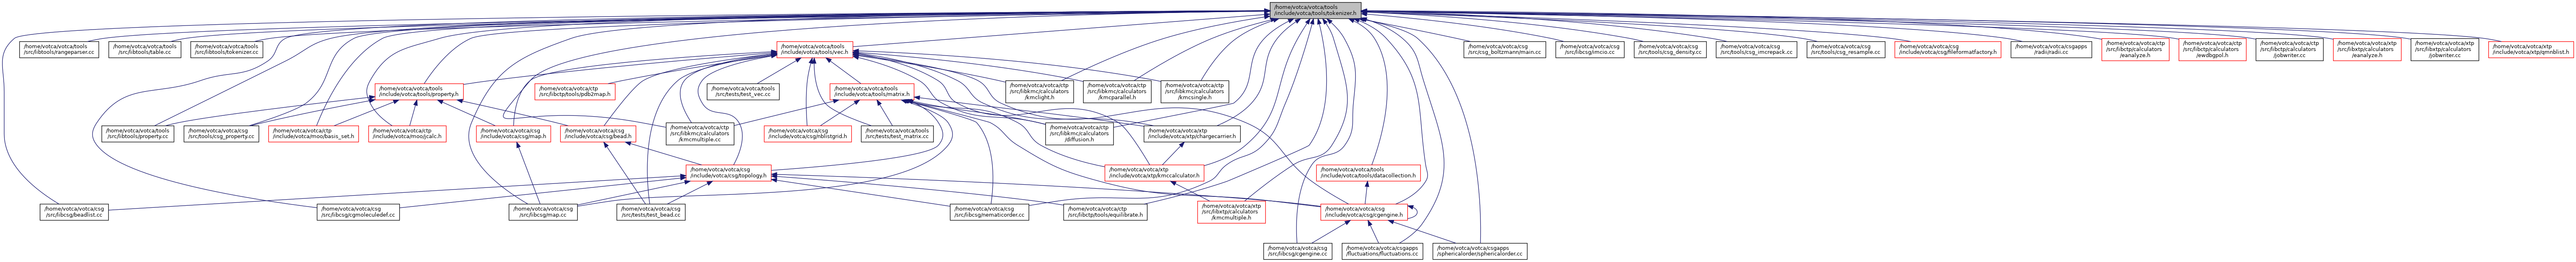 /home/votca/votca/tools
/include/votca/tools/tokenizer.h
/home/votca/votca/tools
/src/libtools/rangeparser.cc
/home/votca/votca/tools
/src/libtools/table.cc
/home/votca/votca/tools
/src/libtools/tokenizer.cc
/home/votca/votca/tools
/include/votca/tools/vec.h
/home/votca/votca/csg
/src/csg_boltzmann/main.cc
/home/votca/votca/csg
/src/libcsg/imcio.cc
/home/votca/votca/csg
/src/tools/csg_density.cc
/home/votca/votca/csg
/src/tools/csg_imcrepack.cc
/home/votca/votca/csg
/src/tools/csg_resample.cc
/home/votca/votca/csg
/include/votca/csg/fileformatfactory.h
/home/votca/votca/csgapps
/radii/radii.cc
/home/votca/votca/ctp
/src/libctp/calculators
/eanalyze.h
/home/votca/votca/ctp
/src/libctp/calculators
/ewdbgpol.h
/home/votca/votca/ctp
/src/libctp/calculators
/jobwriter.cc
/home/votca/votca/xtp
/src/libxtp/calculators
/eanalyze.h
/home/votca/votca/xtp
/src/libxtp/calculators
/jobwriter.cc
/home/votca/votca/xtp
/include/votca/xtp/qmnblist.h
/home/votca/votca/tools
/include/votca/tools/property.h
/home/votca/votca/ctp
/src/libctp/tools/pdb2map.h
/home/votca/votca/tools
/src/tests/test_vec.cc
/home/votca/votca/tools
/include/votca/tools/matrix.h
/home/votca/votca/ctp
/src/libkmc/calculators
/kmclight.h
/home/votca/votca/ctp
/src/libkmc/calculators
/kmcparallel.h
/home/votca/votca/ctp
/src/libkmc/calculators
/kmcsingle.h
/home/votca/votca/tools
/src/libtools/property.cc
/home/votca/votca/csg
/src/tools/csg_property.cc
/home/votca/votca/ctp
/include/votca/moo/basis_set.h
/home/votca/votca/ctp
/include/votca/moo/jcalc.h
/home/votca/votca/csg
/include/votca/csg/map.h
/home/votca/votca/csg
/include/votca/csg/bead.h
/home/votca/votca/ctp
/src/libkmc/calculators
/kmcmultiple.cc
/home/votca/votca/csg
/include/votca/csg/nblistgrid.h
/home/votca/votca/tools
/src/tests/test_matrix.cc
/home/votca/votca/ctp
/src/libkmc/calculators
/diffusion.h
/home/votca/votca/xtp
/include/votca/xtp/chargecarrier.h
/home/votca/votca/csg
/include/votca/csg/topology.h
/home/votca/votca/xtp
/include/votca/xtp/kmccalculator.h
/home/votca/votca/tools
/include/votca/tools/datacollection.h
/home/votca/votca/csg
/src/libcsg/beadlist.cc
/home/votca/votca/csg
/src/libcsg/cgmoleculedef.cc
/home/votca/votca/csg
/src/libcsg/map.cc
/home/votca/votca/csg
/src/tests/test_bead.cc
/home/votca/votca/csg
/src/libcsg/nematicorder.cc
/home/votca/votca/ctp
/src/libctp/tools/equilibrate.h
/home/votca/votca/xtp
/src/libxtp/calculators
/kmcmultiple.h
/home/votca/votca/csg
/include/votca/csg/cgengine.h
/home/votca/votca/csg
/src/libcsg/cgengine.cc
/home/votca/votca/csgapps
/fluctuations/fluctuations.cc
/home/votca/votca/csgapps
/sphericalorder/sphericalorder.cc